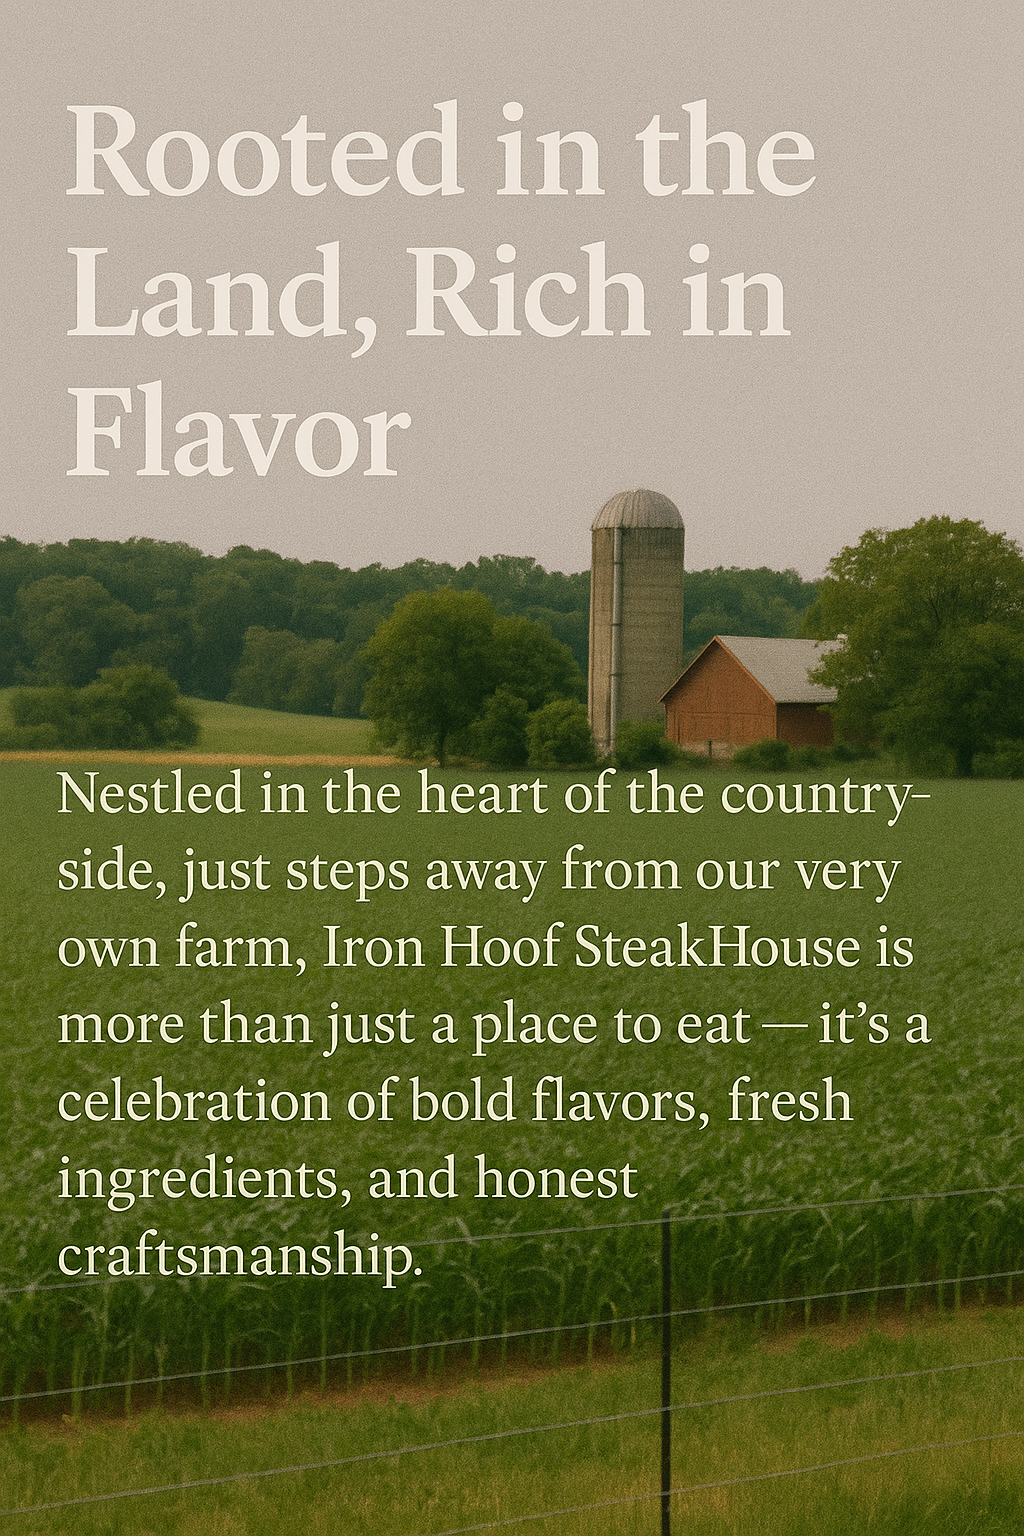 Rooted in the
Land, Rich in
Flavor
Nestled in the heart of the country-
side, just steps away from our very
own farm, Iron Hoof SteakHouse is
more than just a place to eat — it’s a
celebration of bold flavors, fresh
ingredients, and honest
craftsmanship.